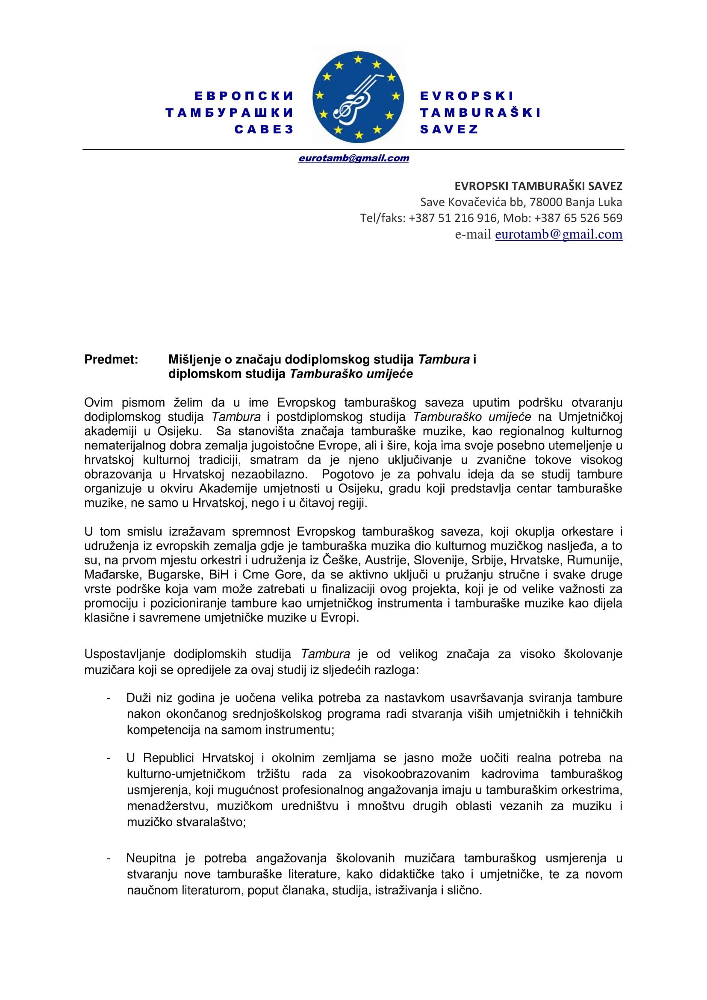 ЕВРОПСКИ
ТАМБУРАШКИ
САВЕЗ
EVROPSKI
TAMBURAŠKI
SAVEZ
eurotamb@gmail.com
EVROPSKI TAMBURAŠKI SAVEZ
Save Kovačevića bb, 78000 Banja Luka
Tel/faks: +387 51 216 916, Mob: +387 65 526 569
e-mail eurotamb@gmail.com
Predmet: Mišljenje o značaju dodiplomskog studija Tambura i
diplomskom studija Tamburaško umijeće
Ovim pismom želim da u ime Evropskog tamburaškog saveza uputim podršku otvaranju
dodiplomskog studija Tambura i postdiplomskog studija Tamburaško umijeće na Umjetničkoj
akademiji u Osijeku. Sa stanovišta značaja tamburaške muzike, kao regionalnog kulturnog
nematerijalnog dobra zemalja jugoistočne Evrope, ali i šire, koja ima svoje posebno utemeljenje u
hrvatskoj kulturnoj tradiciji, smatram da je njeno uključivanje u zvanične tokove visokog
obrazovanja u Hrvatskoj nezaobilazno. Pogotovo je za pohvalu ideja da se studij tambure
organizuje u okviru Akademije umjetnosti u Osijeku, gradu koji predstavlja centar tamburaške
muzike, ne samo u Hrvatskoj, nego i u čitavoj regiji.
U tom smislu izražavam spremnost Evropskog tamburaškog saveza, koji okuplja orkestare i
udruženja iz evropskih zemalja gdje je tamburaška muzika dio kulturnog muzičkog nasljeđa, a to
su, na prvom mjestu orkestri i udruženja iz Češke, Austrije, Slovenije, Srbije, Hrvatske, Rumunije,
Mađarske, Bugarske, BiH i Crne Gore, da se aktivno uključi u pružanju stručne i svake druge
vrste podrške koja vam može zatrebati u finalizaciji ovog projekta, koji je od velike važnosti za
promociju i pozicioniranje tambure kao umjetničkog instrumenta i tamburaške muzike kao dijela
klasične i savremene umjetničke muzike u Evropi.
Uspostavljanje dodiplomskih studija Tambura je od velikog značaja za visoko školovanje
muzičara koji se opredijele za ovaj studij iz sljedećih razloga:
- Duži niz godina je uočena velika potreba za nastavkom usavršavanja sviranja tambure
nakon okončanog srednjoškolskog programa radi stvaranja viših umjetničkih i tehničkih
kompetencija na samom instrumentu;
- U Republici Hrvatskoj i okolnim zemljama se jasno može uočiti realna potreba na
kulturno-umjetničkom tržištu rada za visokoobrazovanim kadrovima tamburaškog
usmjerenja, koji mugućnost profesionalnog angažovanja imaju u tamburaškim orkestrima,
menadžerstvu, muzičkom uredništvu i mnoštvu drugih oblasti vezanih za muziku i
muzičko stvaralaštvo;
- Neupitna je potreba angažovanja školovanih muzičara tamburaškog usmjerenja u
stvaranju nove tamburaške literature, kako didaktičke tako i umjetničke, te za novom
naučnom literaturom, poput članaka, studija, istraživanja i slično.